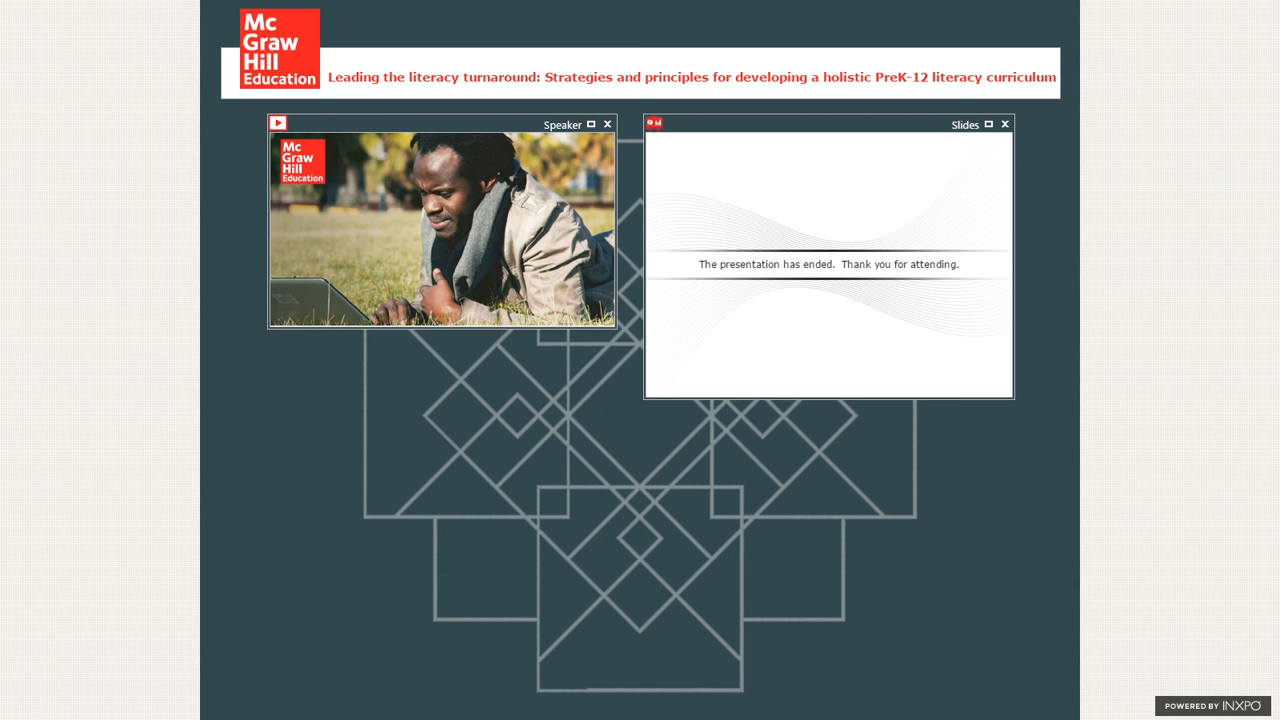 Mc
Graw
Hill
Education
Leading the literacy turnaround: Strategies and principles for developing a holistic PreK-12 literacy curriculum
Speaker
Mc
Graw
Hill
Education
Slides
The presentation has ended. Thank you for attending.
POWERED BY INXPO